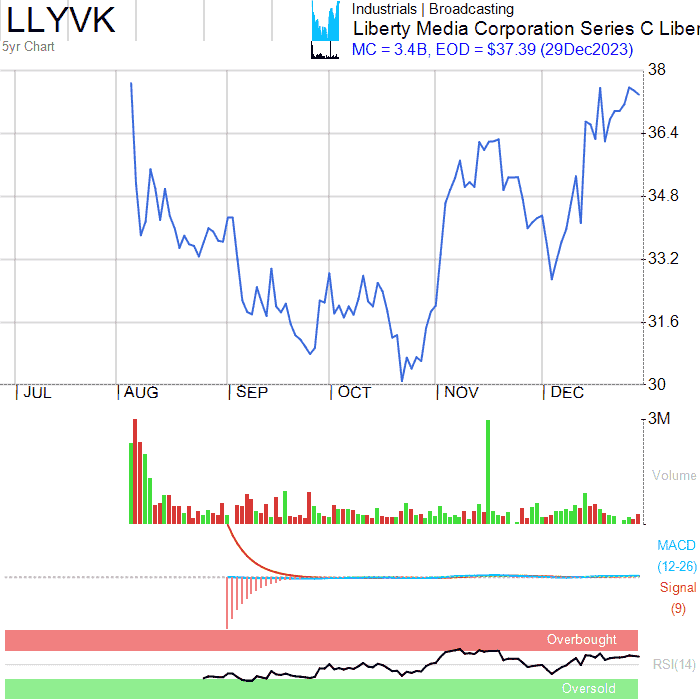 LLYVK
5yr Chart
Industrials | Broadcasting
Liberty Media Corporation Series C Liber
MC = 3.4B, EOD = $37.39 (29Dec2023)
38
36.4
34.8
33.2
31.6
30
JUL AUG SEP OCT NOV DEC
3M
Volume
MACD
(12-26)
Signal
(9)
Overbought
RSI(14)
Oversold